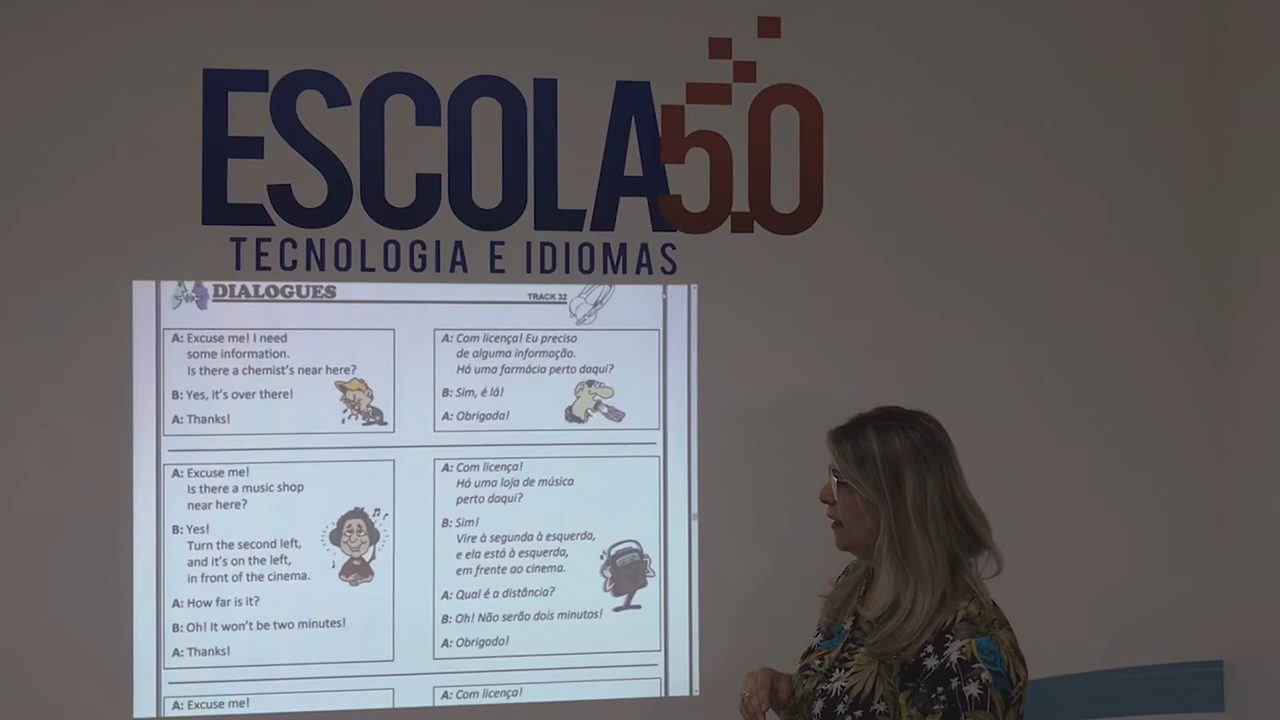 ESCOLA 5.0
TECNOLOGIA E IDIOMAS
DIALOGUES
TRACK 32
A: Excuse me! I need
some information.
Is there a chemist's near here?
B: Yes, it's over there!
A: Thanks!
A: Com licença! Eu preciso
de alguma informação.
Há uma farmácia perto daqui?
B: Sim, é lá!
A: Obrigada!
A: Excuse me!
Is there a music shop
near here?
B: Yes!
Turn the second left,
and it's on the left,
in front of the cinema.
A: How far is it?
B: Oh! It won't be two minutes!
A: Thanks!
A: Com licença!
Há uma loja de música
perto daqui?
B: Sim!
Vire à segunda à esquerda,
e ela está à esquerda,
em frente ao cinema.
A: Qual é a distância?
B: Oh! Não serão dois minutos!
A: Obrigada!
A: Excuse me!
A: Com licença!